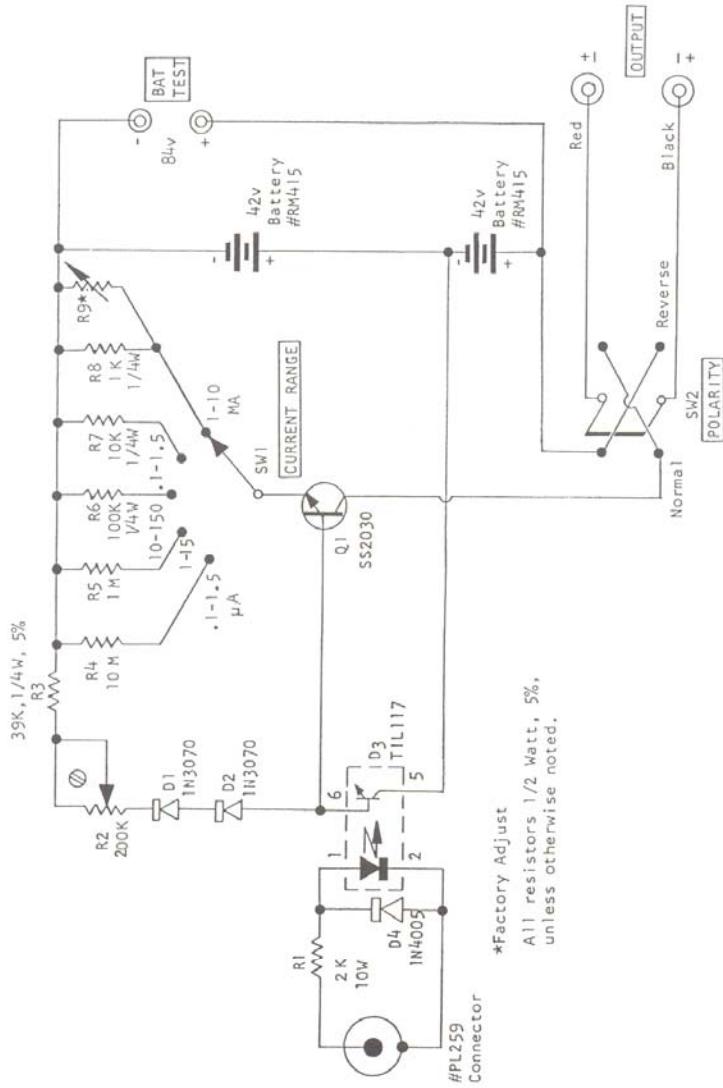 39K, 1/4W, 5%
R3
R2
200K
D1
1N3070
D2
1N3070
R4
10 M
R5
1 M
R6
100K
1/4W
R7
10K
1/4W
R8
1 K
1/4W
R9*
.1-1.5
μA
1-15
10-150
.1-1.5
1-10
MA
SW1
CURRENT RANGE
Q1
SS2030
-
84v
+
BAT
TEST
-
42v
Battery
#RM415
+
-
42v
Battery
#RM415
+
R1
2 K
10W
D4
1N4005
1
2
6
5
D3
TIL117
#PL259
Connector
Normal
Reverse
SW2
POLARITY
Red
Black
±
∓
OUTPUT
*Factory Adjust
All resistors 1/2 Watt, 5%,
unless otherwise noted.